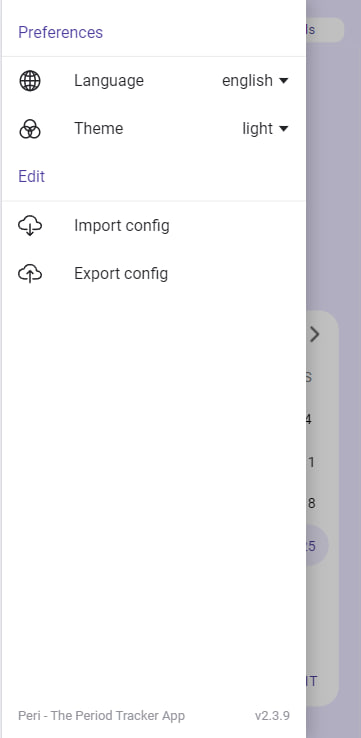 Preferences
ls
Language english
Theme light
Edit
Import config
Export config
S
4
1
8
25
IT
Peri - The Period Tracker App v2.3.9